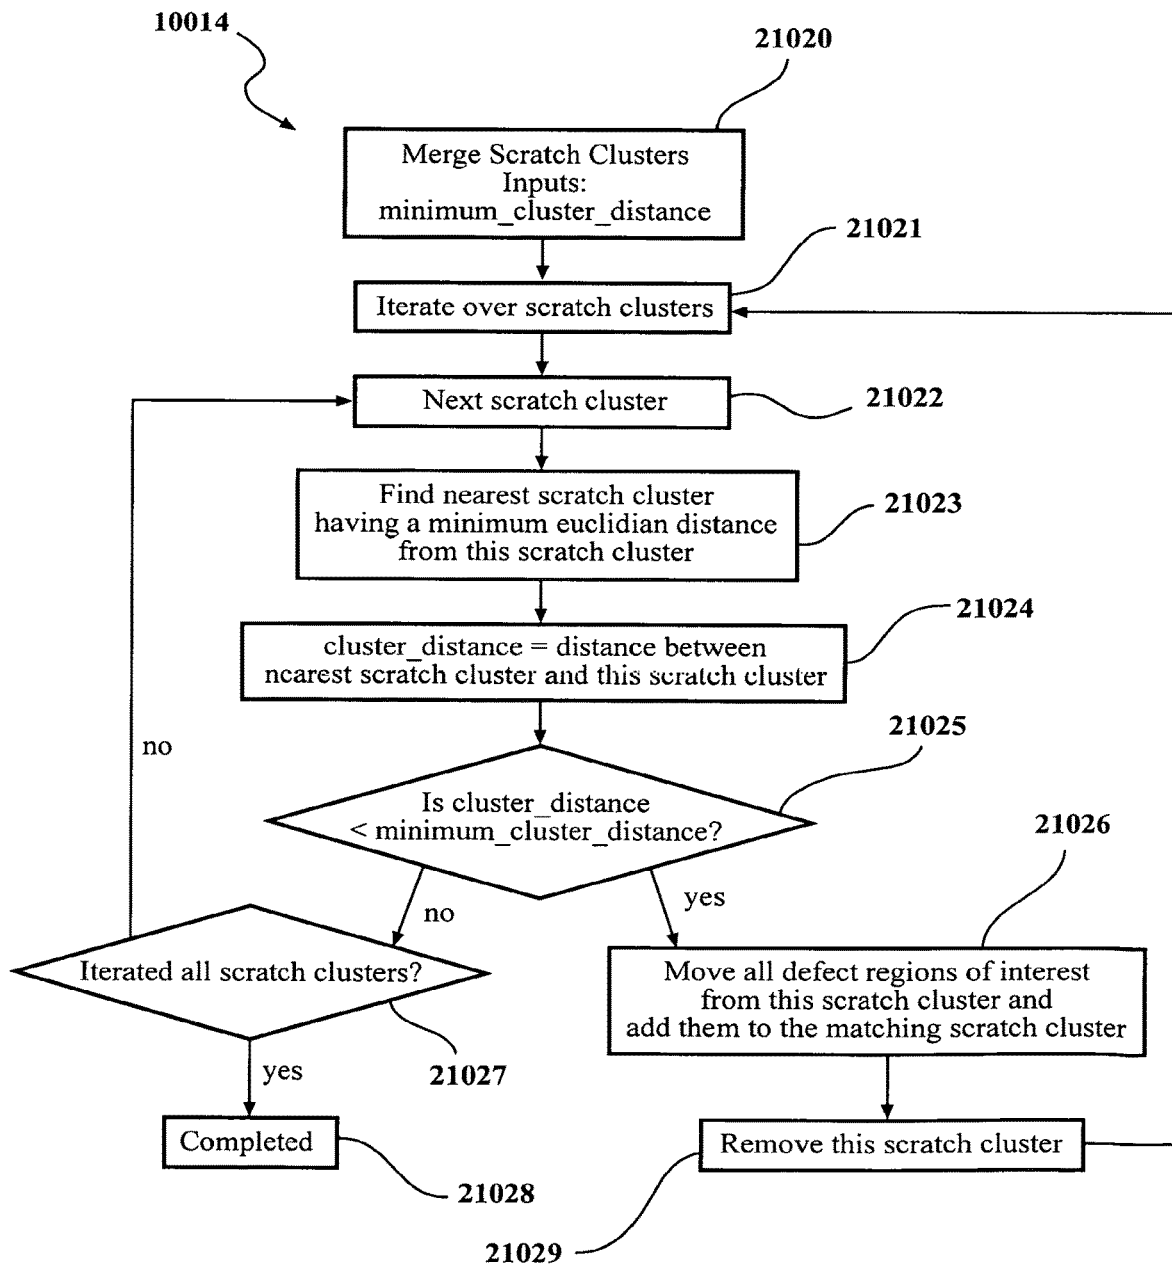 10014
21020
Merge Scratch Clusters
Inputs:
minimum_cluster_distance
21021
Iterate over scratch clusters
21022
Next scratch cluster
21023
Find nearest scratch cluster
having a minimum euclidian distance
from this scratch cluster
21024
cluster_distance = distance between
nearest scratch cluster and this scratch cluster
21025
no
Is cluster_distance
< minimum_cluster_distance?
21026
yes
no
Iterated all scratch clusters?
Move all defect regions of interest
from this scratch cluster and
add them to the matching scratch cluster
21027
yes
Completed
Remove this scratch cluster
21028
21029